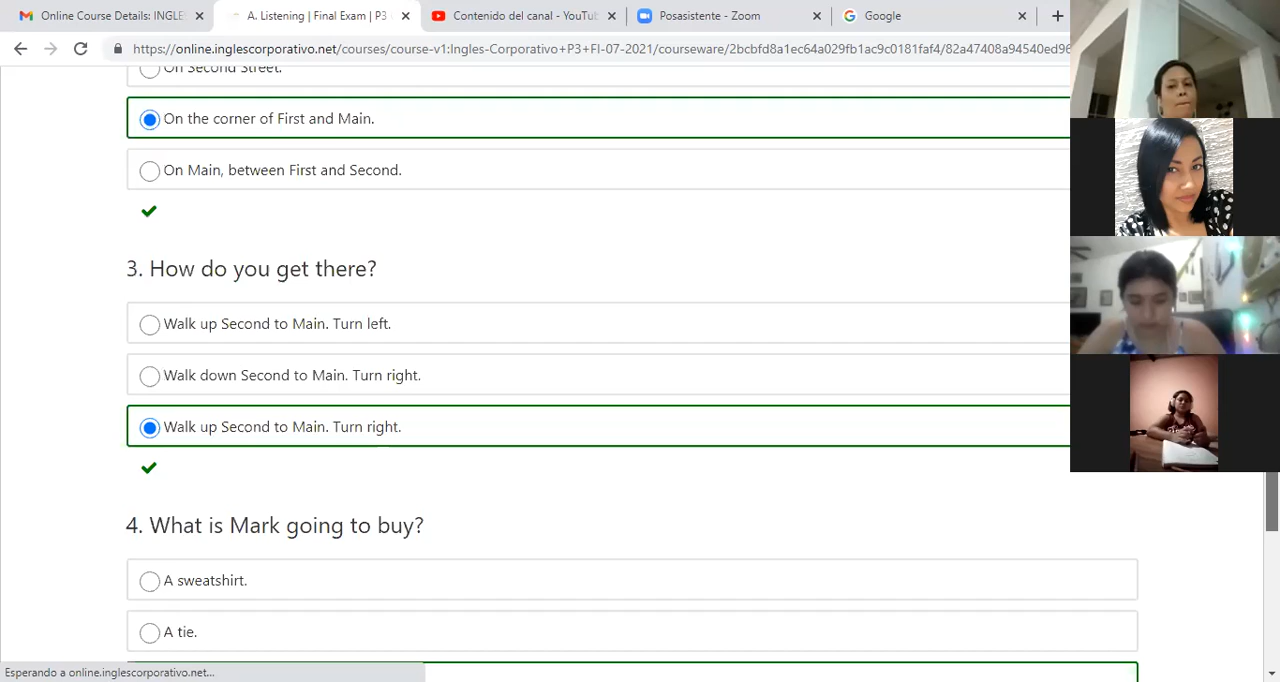 Online Course Details: INGLE
A. Listening | Final Exam | P3
Contenido del canal - YouTu
Posasistente - Zoom
Google
https://online.inglescorporativo.net/courses/course-v1:Ingles-Corporativo+P3+FI-07-2021/courseware/2bcbfd8a1ec64a029fb1ac9c0181faf4/82a47408a94540ed96
On Second Street.
On the corner of First and Main.
On Main, between First and Second.
3. How do you get there?
Walk up Second to Main. Turn left.
Walk down Second to Main. Turn right.
Walk up Second to Main. Turn right.
4. What is Mark going to buy?
A sweatshirt.
A tie.
Esperando a online.inglescorporativo.net...